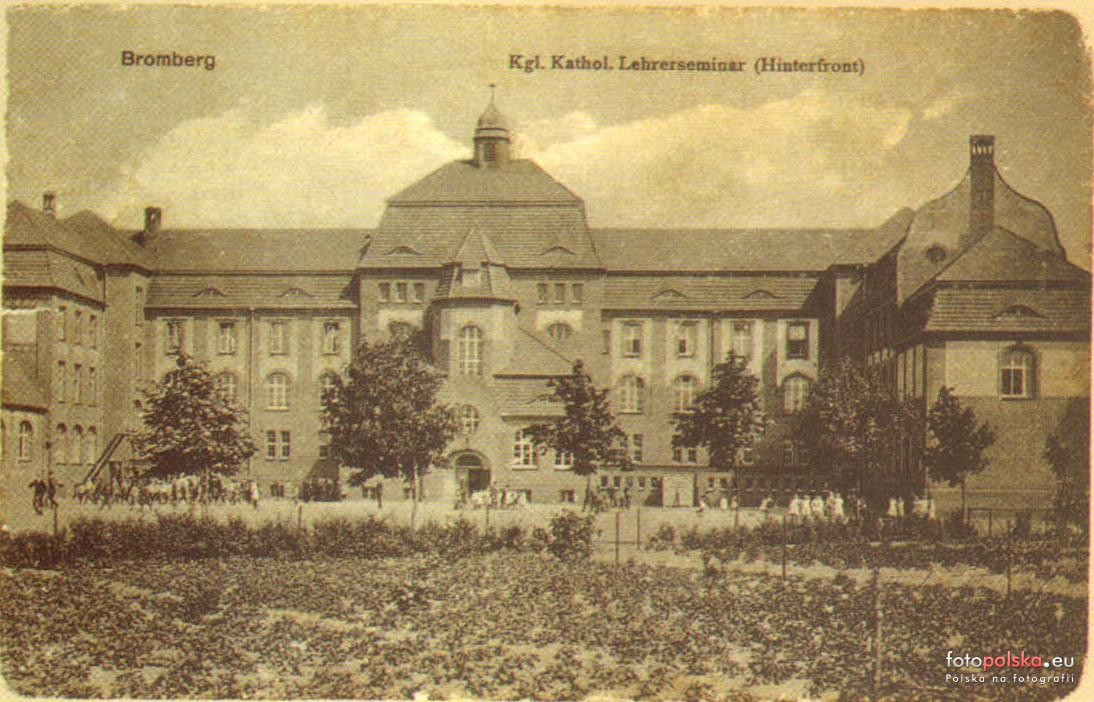 Bromberg
Kgl. Kathol. Lehrerseminar (Hinterfront)
fotopolska.eu
Polska na fotografii